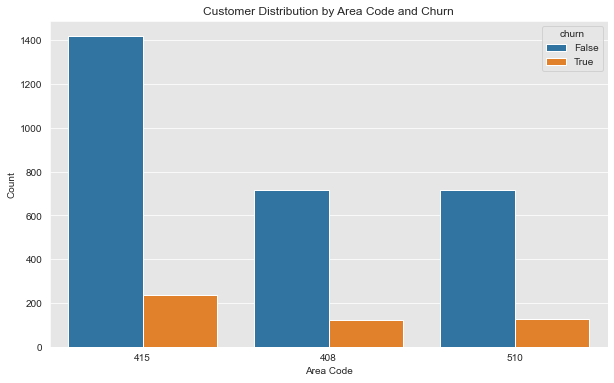 Customer Distribution by Area Code and Churn
churn
False
True
1400
1200
1000
800
600
400
200
0
Count
415
408
510
Area Code